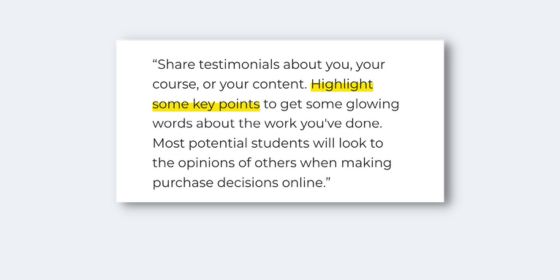 “Share testimonials about you, your
course, or your content. Highlight
some key points to get some glowing
words about the work you've done.
Most potential students will look to
the opinions of others when making
purchase decisions online.”